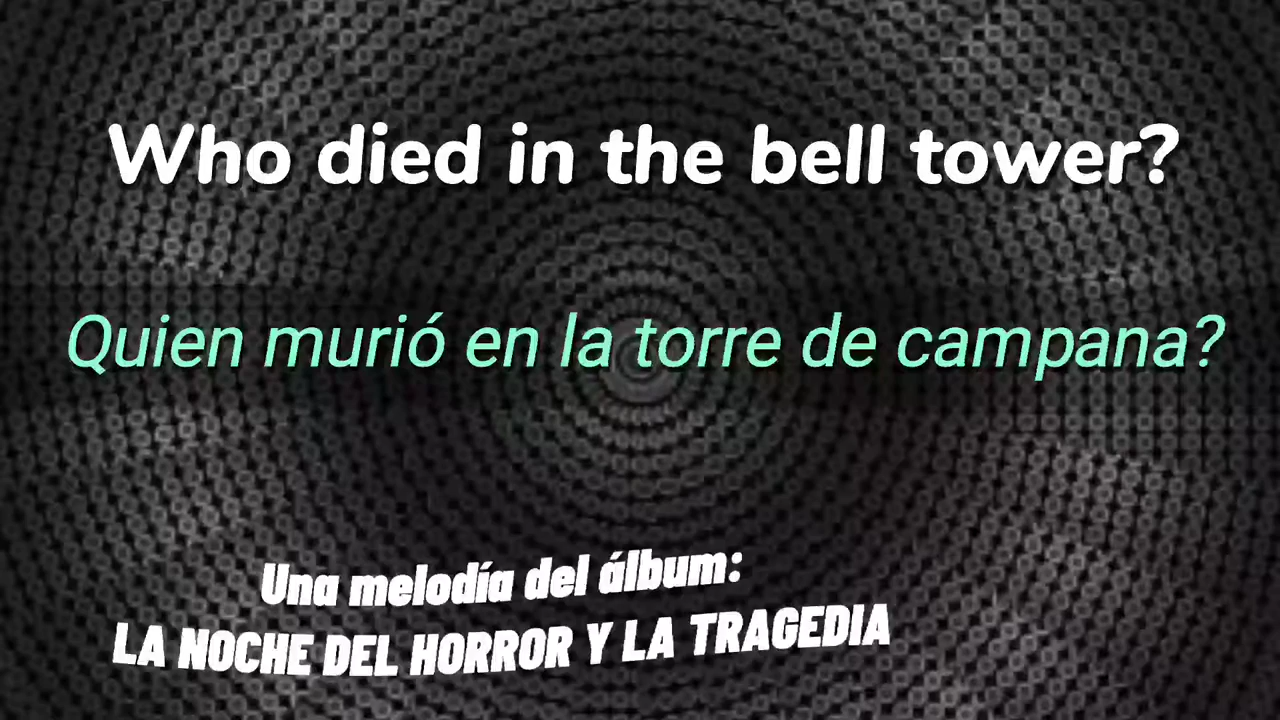 Who died in the bell tower?
Quien murió en la torre de campana?
Una melodía del álbum:
LA NOCHE DEL HORROR Y LA TRAGEDIA